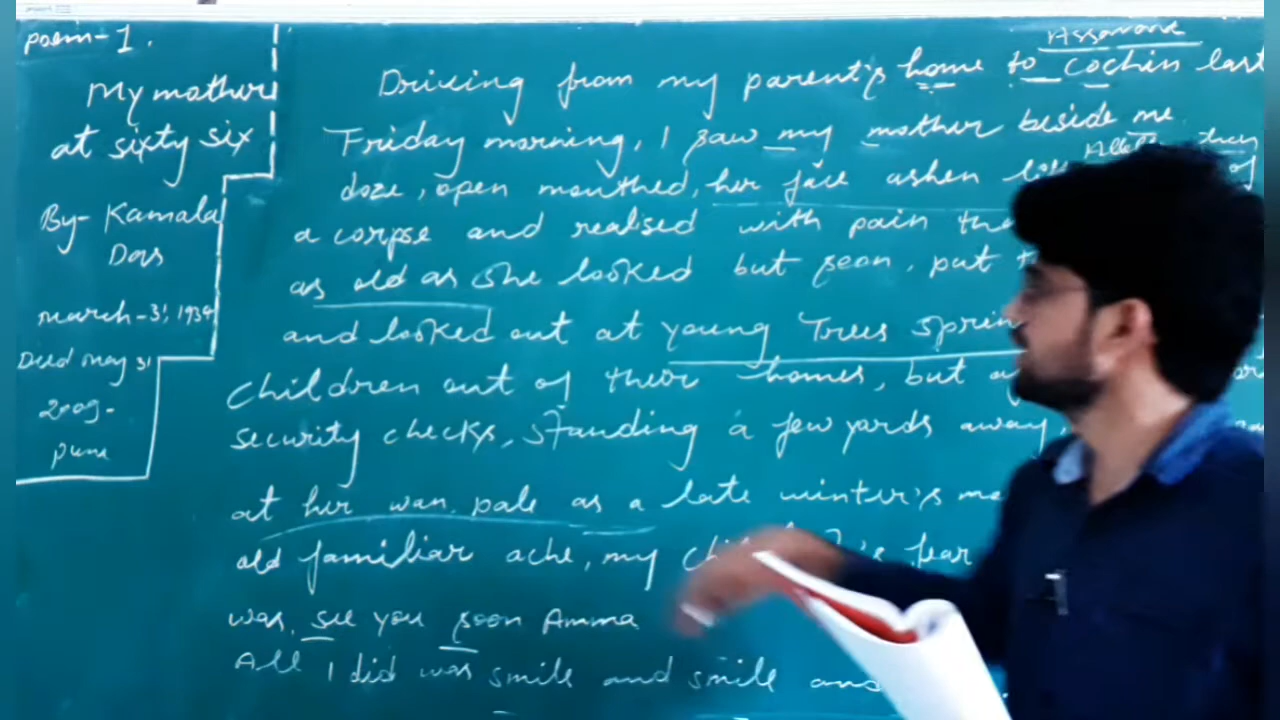 Poem-1.
My mother
at sixty six
By- Kamala
Das
march-31, 1934
Died may 31
2009-
pune
Assonance
Driving from my parent's home to cochin last
Friday morning, I saw my mother beside me
they
doze, open mouthed, her face ashen of
a corpse and realised with pain
as old as she looked but soon, put
and looked out at young Trees
children out of their homes, but
security checks, standing a few yards away,
at her wan, pale as a late winter's
old familiar ache, my fear
was, see you soon Amma
All I did was smile and smile and